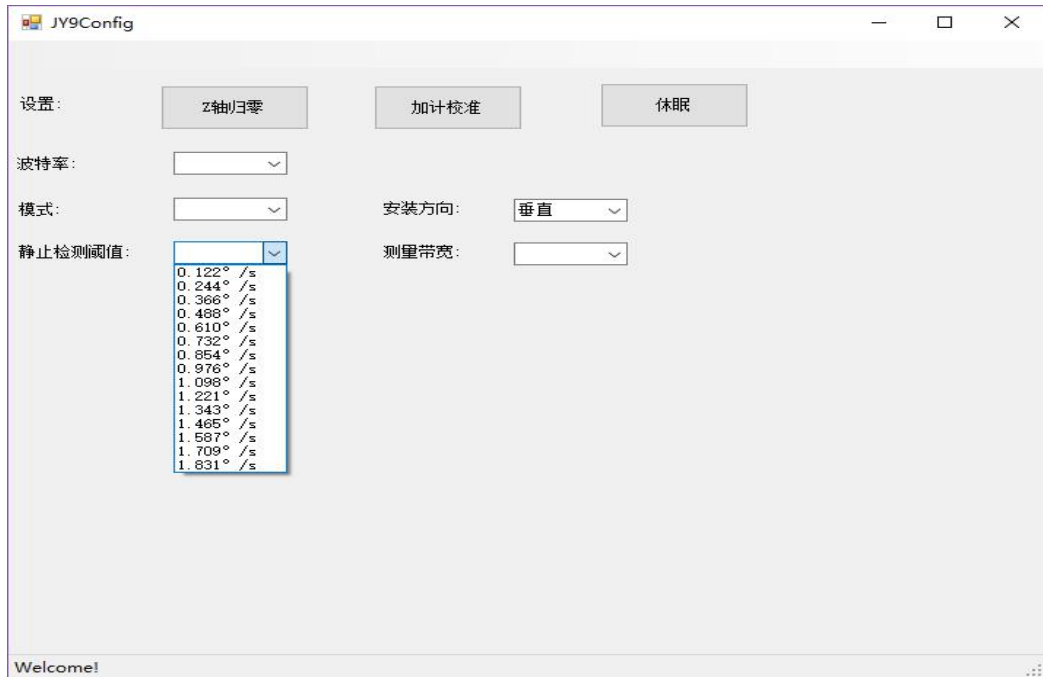 JY9Config
设置: Z轴归零 加计校准 休眠
波特率:
模式: 安装方向: 垂直
静止检测阈值: 测量带宽:
0.122° /s
0.244° /s
0.366° /s
0.488° /s
0.610° /s
0.732° /s
0.854° /s
0.976° /s
1.098° /s
1.221° /s
1.343° /s
1.465° /s
1.587° /s
1.709° /s
1.831° /s
Welcome!